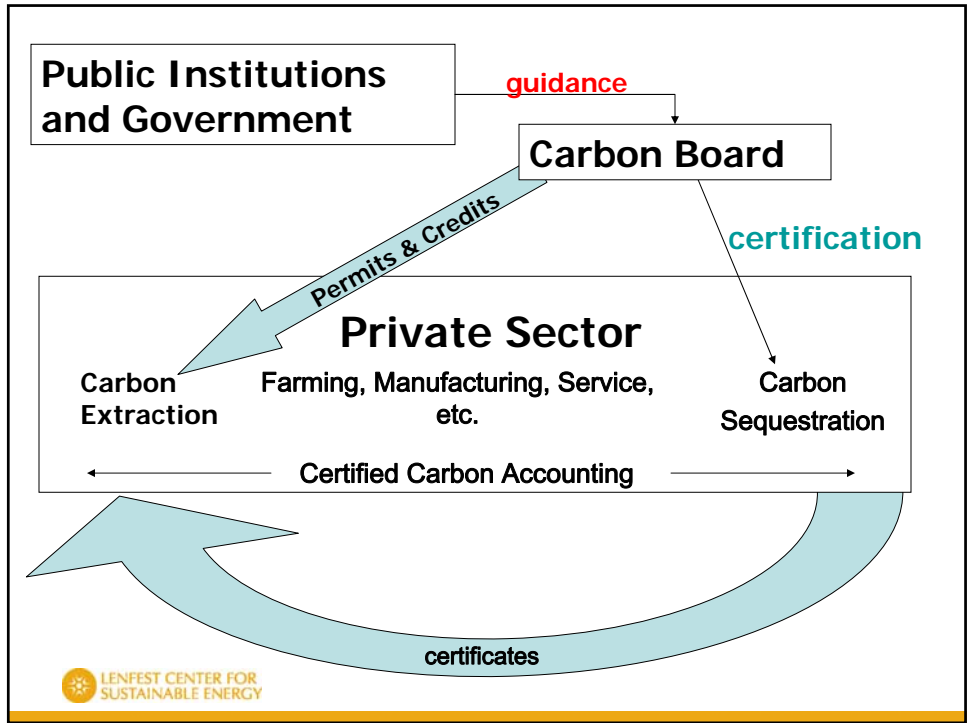 Public Institutions
and Government
guidance
Carbon Board
Permits & Credits
certification
Private Sector
Carbon
Extraction
Farming, Manufacturing, Service,
etc.
Carbon
Sequestration
Certified Carbon Accounting
certificates
LENFEST CENTER FOR
SUSTAINABLE ENERGY